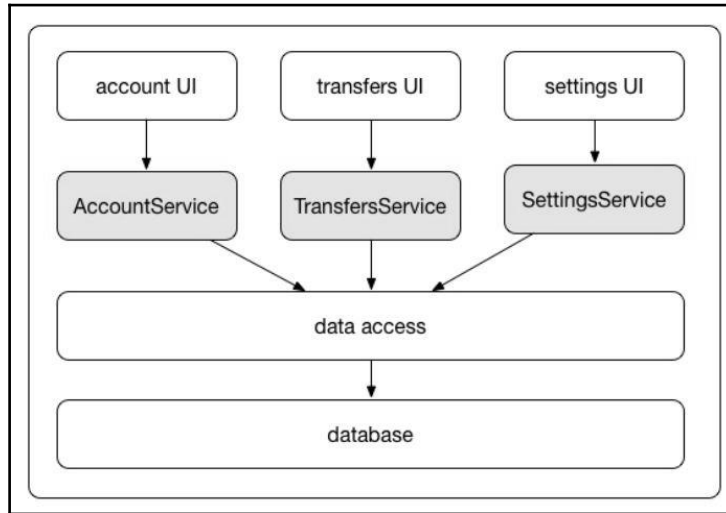 account UI
transfers UI
settings UI
AccountService
TransfersService
SettingsService
data access
database